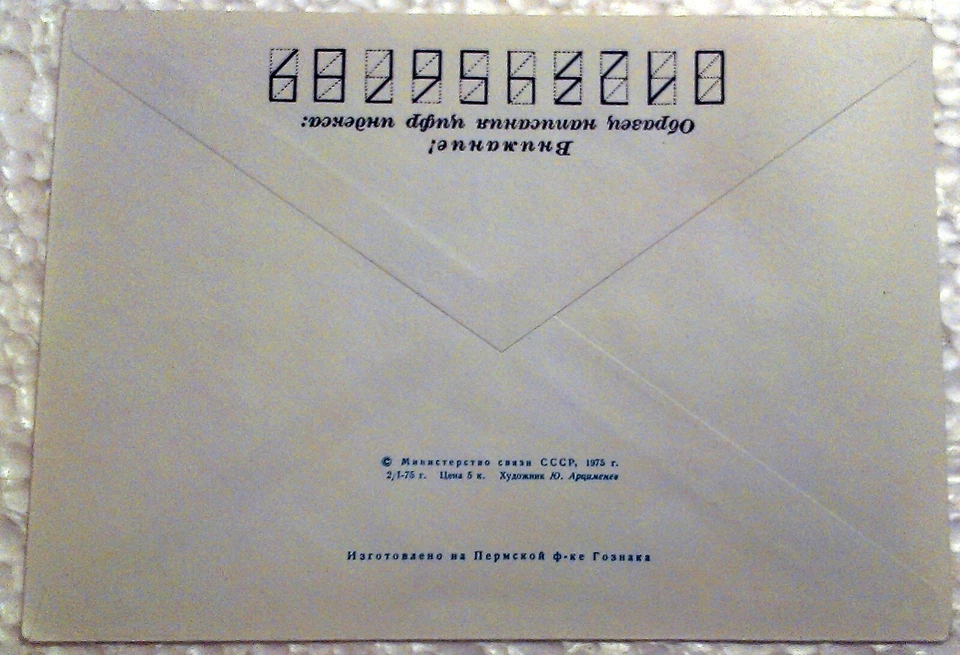 Внимание!
Образец написания цифр индекса:
0123456789
© Министерство связи СССР, 1975 г.
2/I-75 г. Цена 5 к. Художник Ю. Арцименев
Изготовлено на Пермской ф-ке Гознака